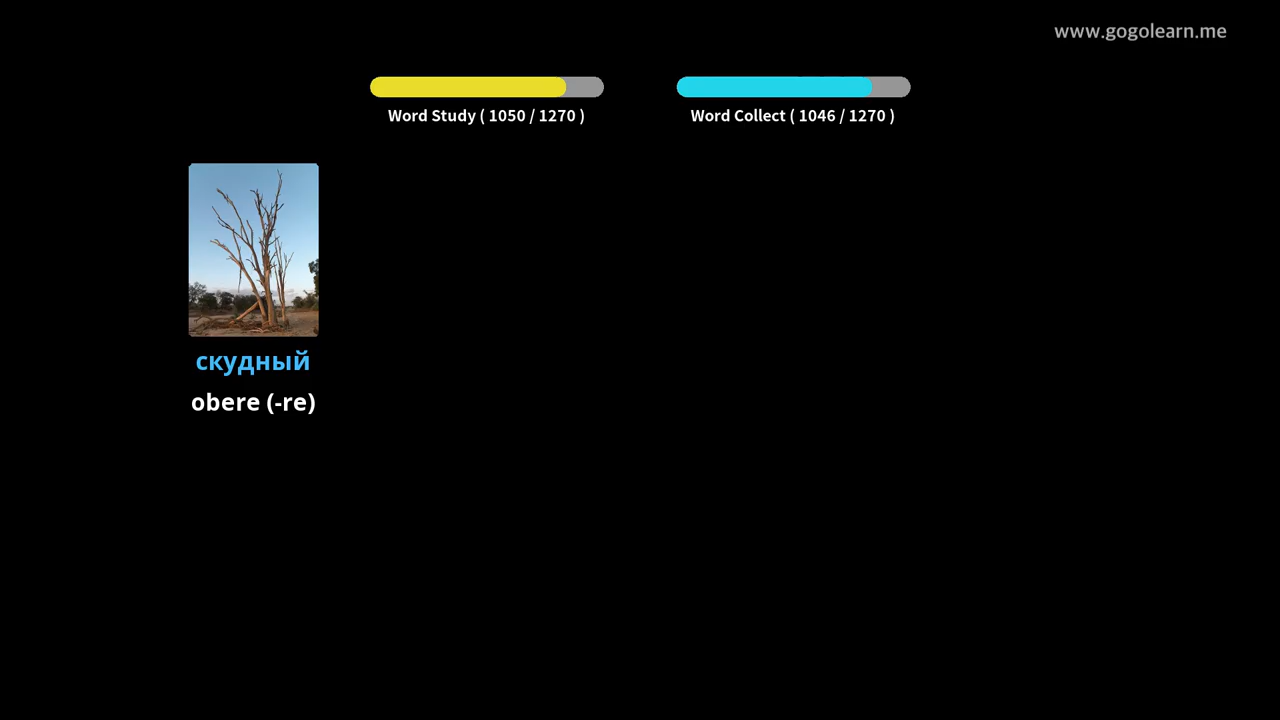 www.gogolearn.me
Word Study ( 1050 / 1270 )
Word Collect ( 1046 / 1270 )
скудный
obere (-re)